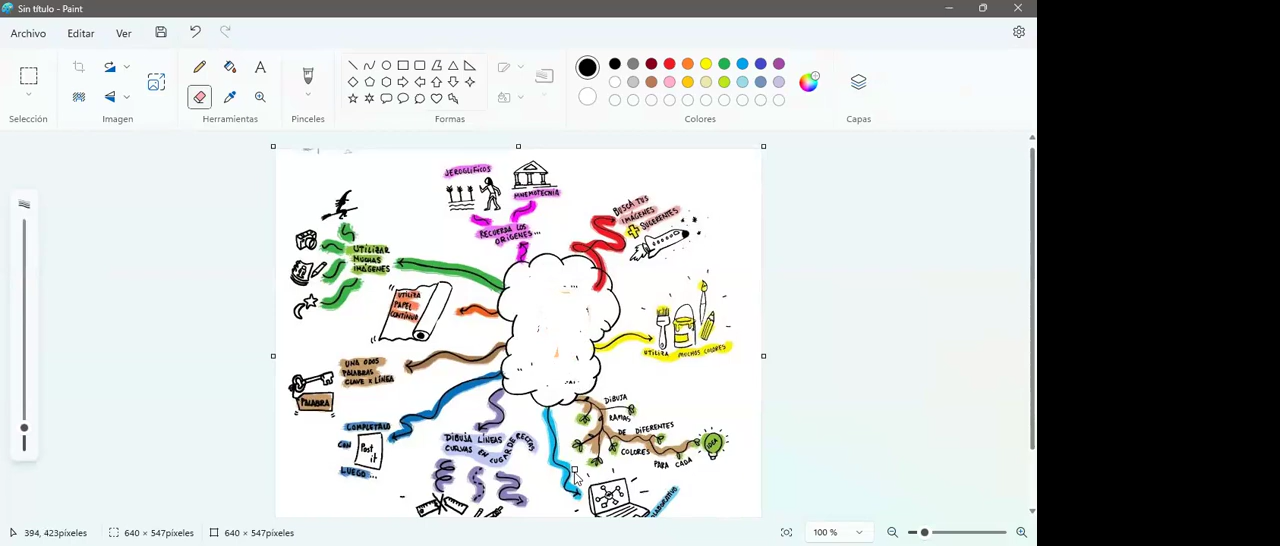 Sin título - Paint
Archivo Editar Ver
Selección
Imagen
Herramientas
Pinceles
Formas
Colores
Capas
JEROGLÍFICOS
MNEMOTECNIA
RECUERDA LOS
ORÍGENES...
BUSCA TUS
IMÁGENES
SUGERENTES
UTILIZAR
MUCHAS
IMÁGENES
UTILIZA
PAPEL
CONTINUO
UTILIZA MUCHOS COLORES
UNA ODOS
PALABRAS
CLAVE X LÍNEA
PALABRA
COMPLETALO
CON
Post
it
LUEGO...
DIBUJA LÍNEAS
CURVAS EN LUGAR DE RECTAS
DIBUJA
RAMAS
DE DIFERENTES
COLORES
PARA CADA
IDEA
394, 423píxeles
640 × 547píxeles
640 × 547píxeles
100 %